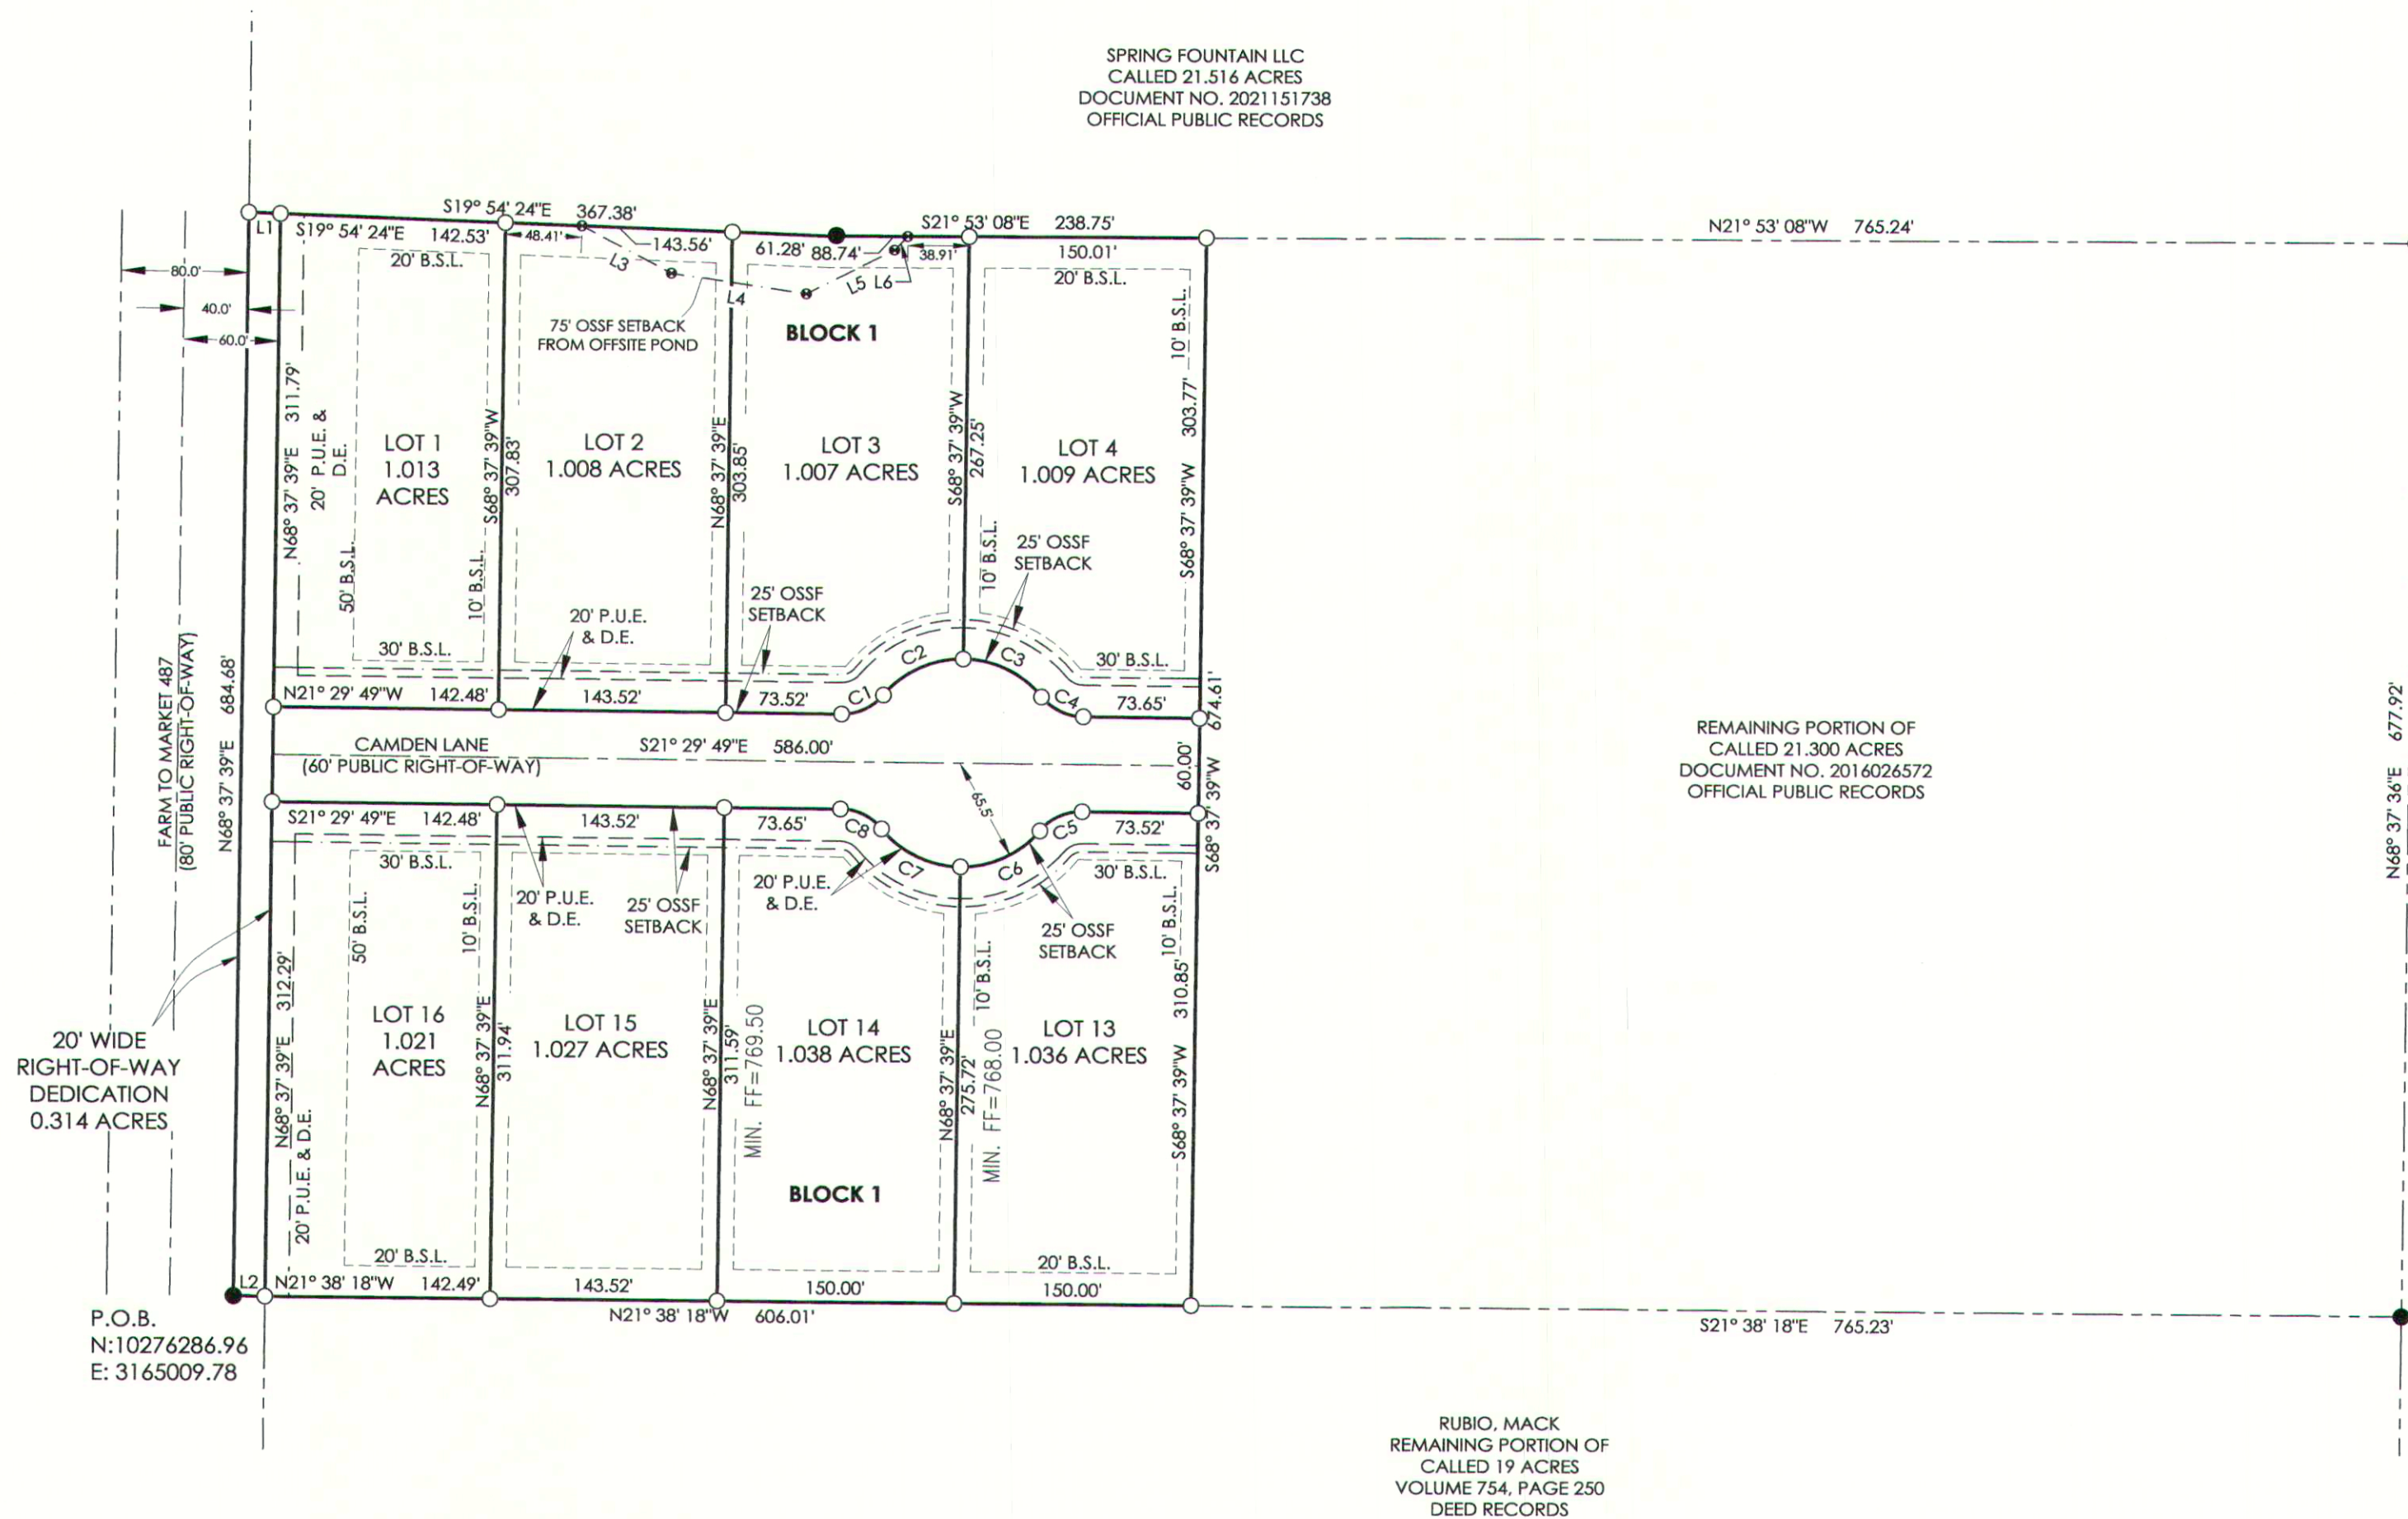 SPRING FOUNTAIN LLC
CALLED 21.516 ACRES
DOCUMENT NO. 2021151738
OFFICIAL PUBLIC RECORDS
S19° 54' 24"E 367.38'
S21° 53' 08"E 238.75'
N21° 53' 08"W 765.24'
L1
S19° 54' 24"E 142.53'
48.41'
143.56'
61.28'
88.74'
38.91'
150.01'
20' B.S.L.
L3
L4
L5
L6
20' B.S.L.
80.0'
40.0'
60.0'
75' OSSF SETBACK
FROM OFFSITE POND
BLOCK 1
10' B.S.L.
N68° 37' 39"E 311.79'
20' P.U.E. &
D.E.
50' B.S.L.
LOT 1
1.013
ACRES
10' B.S.L.
S68° 37' 39"W
307.83'
LOT 2
1.008 ACRES
N68° 37' 39"E
303.85'
LOT 3
1.007 ACRES
S68° 37' 39"W
267.25'
10' B.S.L.
LOT 4
1.009 ACRES
S68° 37' 39"W 303.77'
25' OSSF
SETBACK
25' OSSF
SETBACK
20' P.U.E.
& D.E.
30' B.S.L.
30' B.S.L.
C2
C3
C1
C4
N21° 29' 49"W 142.48'
143.52'
73.52'
73.65'
FARM TO MARKET 487
(80' PUBLIC RIGHT-OF-WAY)
N68° 37' 39"E 684.68'
CAMDEN LANE
(60' PUBLIC RIGHT-OF-WAY)
S21° 29' 49"E 586.00'
65.5'
60.00'
S68° 37' 39"W 674.61'
REMAINING PORTION OF
CALLED 21.300 ACRES
DOCUMENT NO. 2016026572
OFFICIAL PUBLIC RECORDS
N68° 37' 36"E 677.92'
S21° 29' 49"E 142.48'
143.52'
73.65'
C8
C7
C6
C5
73.52'
30' B.S.L.
30' B.S.L.
20' P.U.E.
& D.E.
25' OSSF
SETBACK
20' P.U.E.
& D.E.
25' OSSF
SETBACK
50' B.S.L.
10' B.S.L.
10' B.S.L.
10' B.S.L.
N68° 37' 39"E 312.29'
20' P.U.E. & D.E.
LOT 16
1.021
ACRES
N68° 37' 39"E
311.94'
LOT 15
1.027 ACRES
N68° 37' 39"E
311.59'
MIN. FF=769.50
LOT 14
1.038 ACRES
N68° 37' 39"E
275.72'
MIN. FF=768.00
LOT 13
1.036 ACRES
S68° 37' 39"W 310.85'
20' WIDE
RIGHT-OF-WAY
DEDICATION
0.314 ACRES
BLOCK 1
20' B.S.L.
20' B.S.L.
L2
N21° 38' 18"W 142.49'
143.52'
150.00'
150.00'
N21° 38' 18"W 606.01'
S21° 38' 18"E 765.23'
P.O.B.
N:10276286.96
E: 3165009.78
RUBIO, MACK
REMAINING PORTION OF
CALLED 19 ACRES
VOLUME 754, PAGE 250
DEED RECORDS